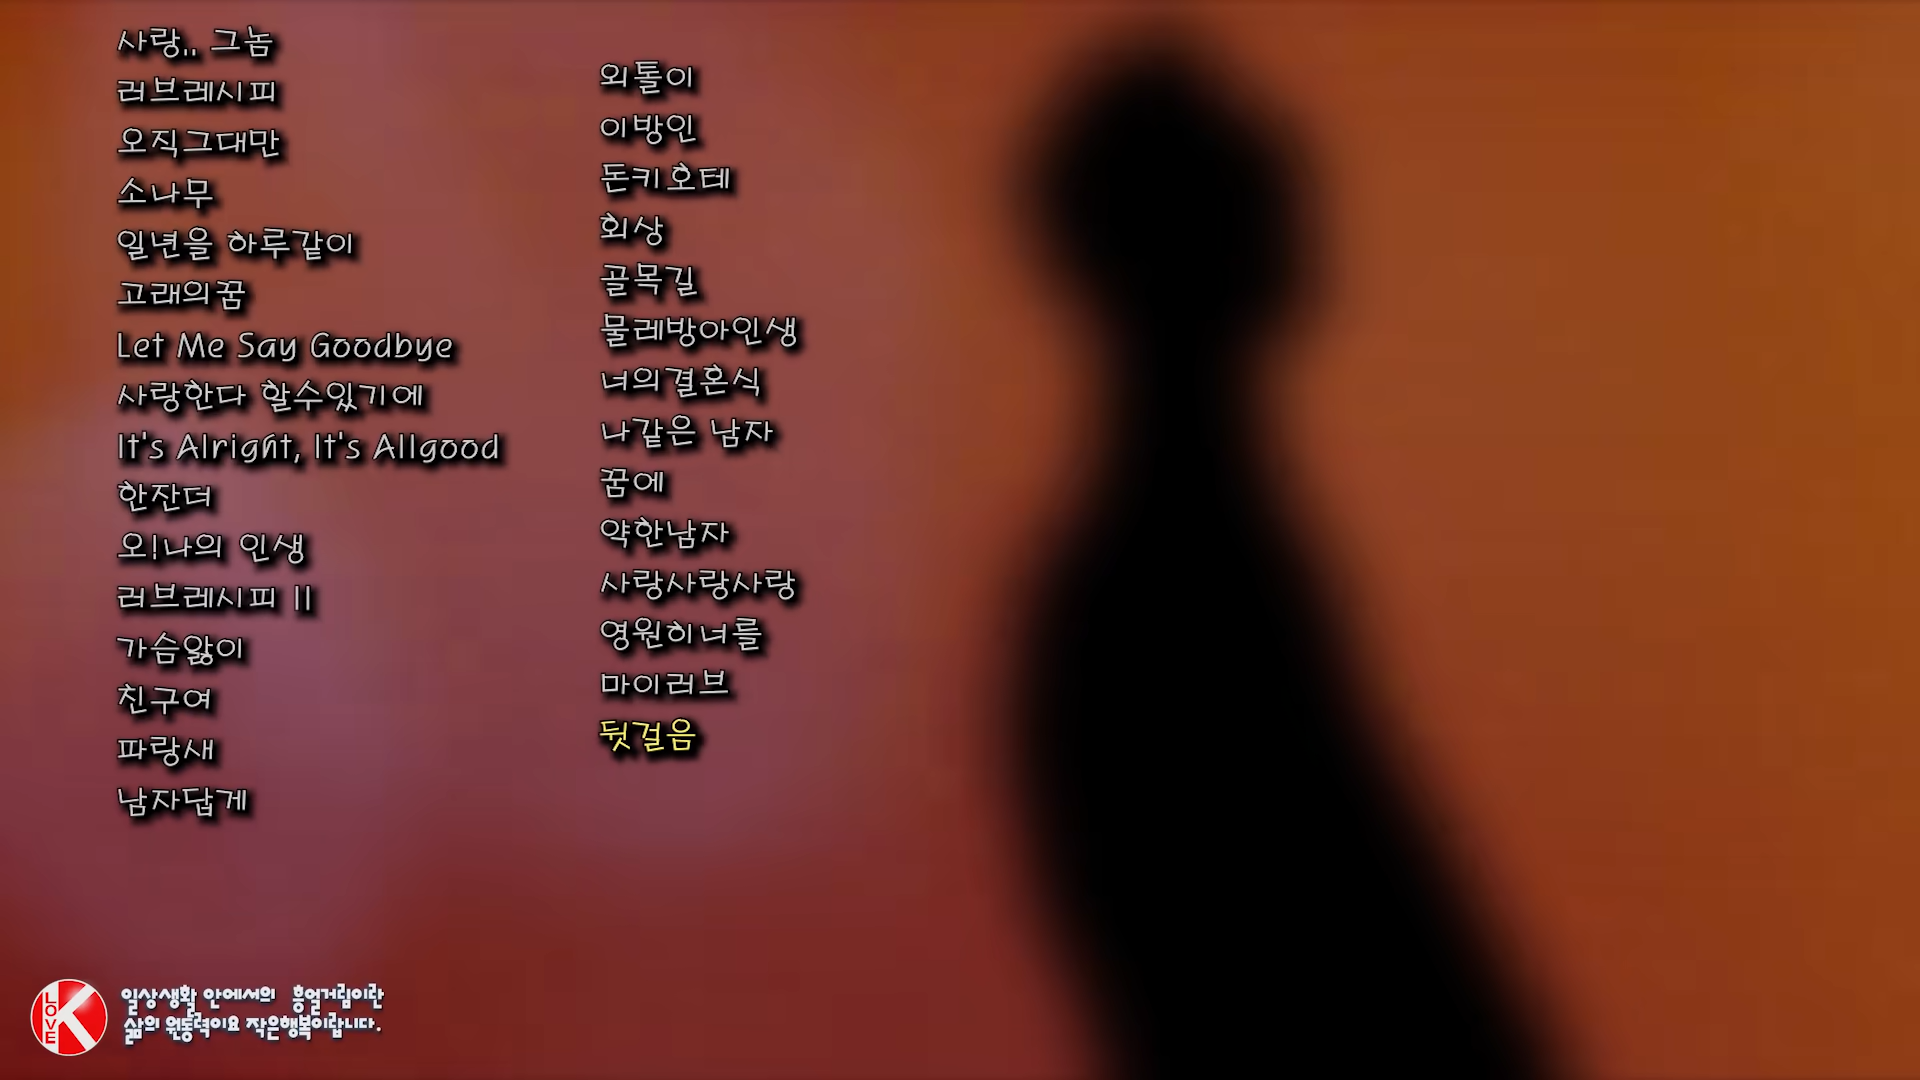 사랑.. 그놈
러브레시피
오직그대만
소나무
일년을 하루같이
고래의꿈
Let Me Say Goodbye
사랑한다 할수있기에
It's Alright, It's Allgood
한잔더
오!나의 인생
러브레시피 II
가슴앓이
친구여
파랑새
남자답게
외톨이
이방인
돈키호테
회상
골목길
물레방아인생
너의결혼식
나같은 남자
꿈에
약한남자
사랑사랑사랑
영원히너를
마이러브
뒷걸음
LOVE K
일상생활 안에서의 흥얼거림이란
삶의 원동력이요 작은행복이랍니다.